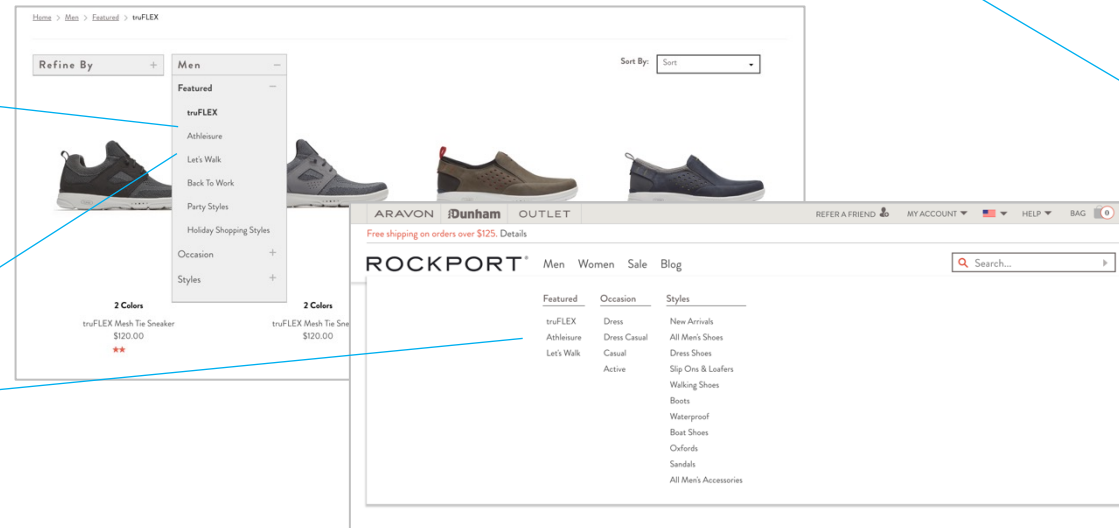 Home > Men > Featured > truFLEX
Refine By +
Men −
Sort By: Sort
Featured −
truFLEX
Athleisure
Let's Walk
Back To Work
Party Styles
Holiday Shopping Styles
Occasion +
Styles +
2 Colors
truFLEX Mesh Tie Sneaker
$120.00
2 Colors
truFLEX Mesh Tie Sne
$120.00
ARAVON Dunham OUTLET REFER A FRIEND MY ACCOUNT HELP BAG 0
Free shipping on orders over $125. Details
ROCKPORT® Men Women Sale Blog Search...
Featured Occasion Styles
truFLEX Dress New Arrivals
Athleisure Dress Casual All Men's Shoes
Let's Walk Casual Dress Shoes
Active Slip Ons & Loafers
Walking Shoes
Boots
Waterproof
Boat Shoes
Oxfords
Sandals
All Men's Accessories